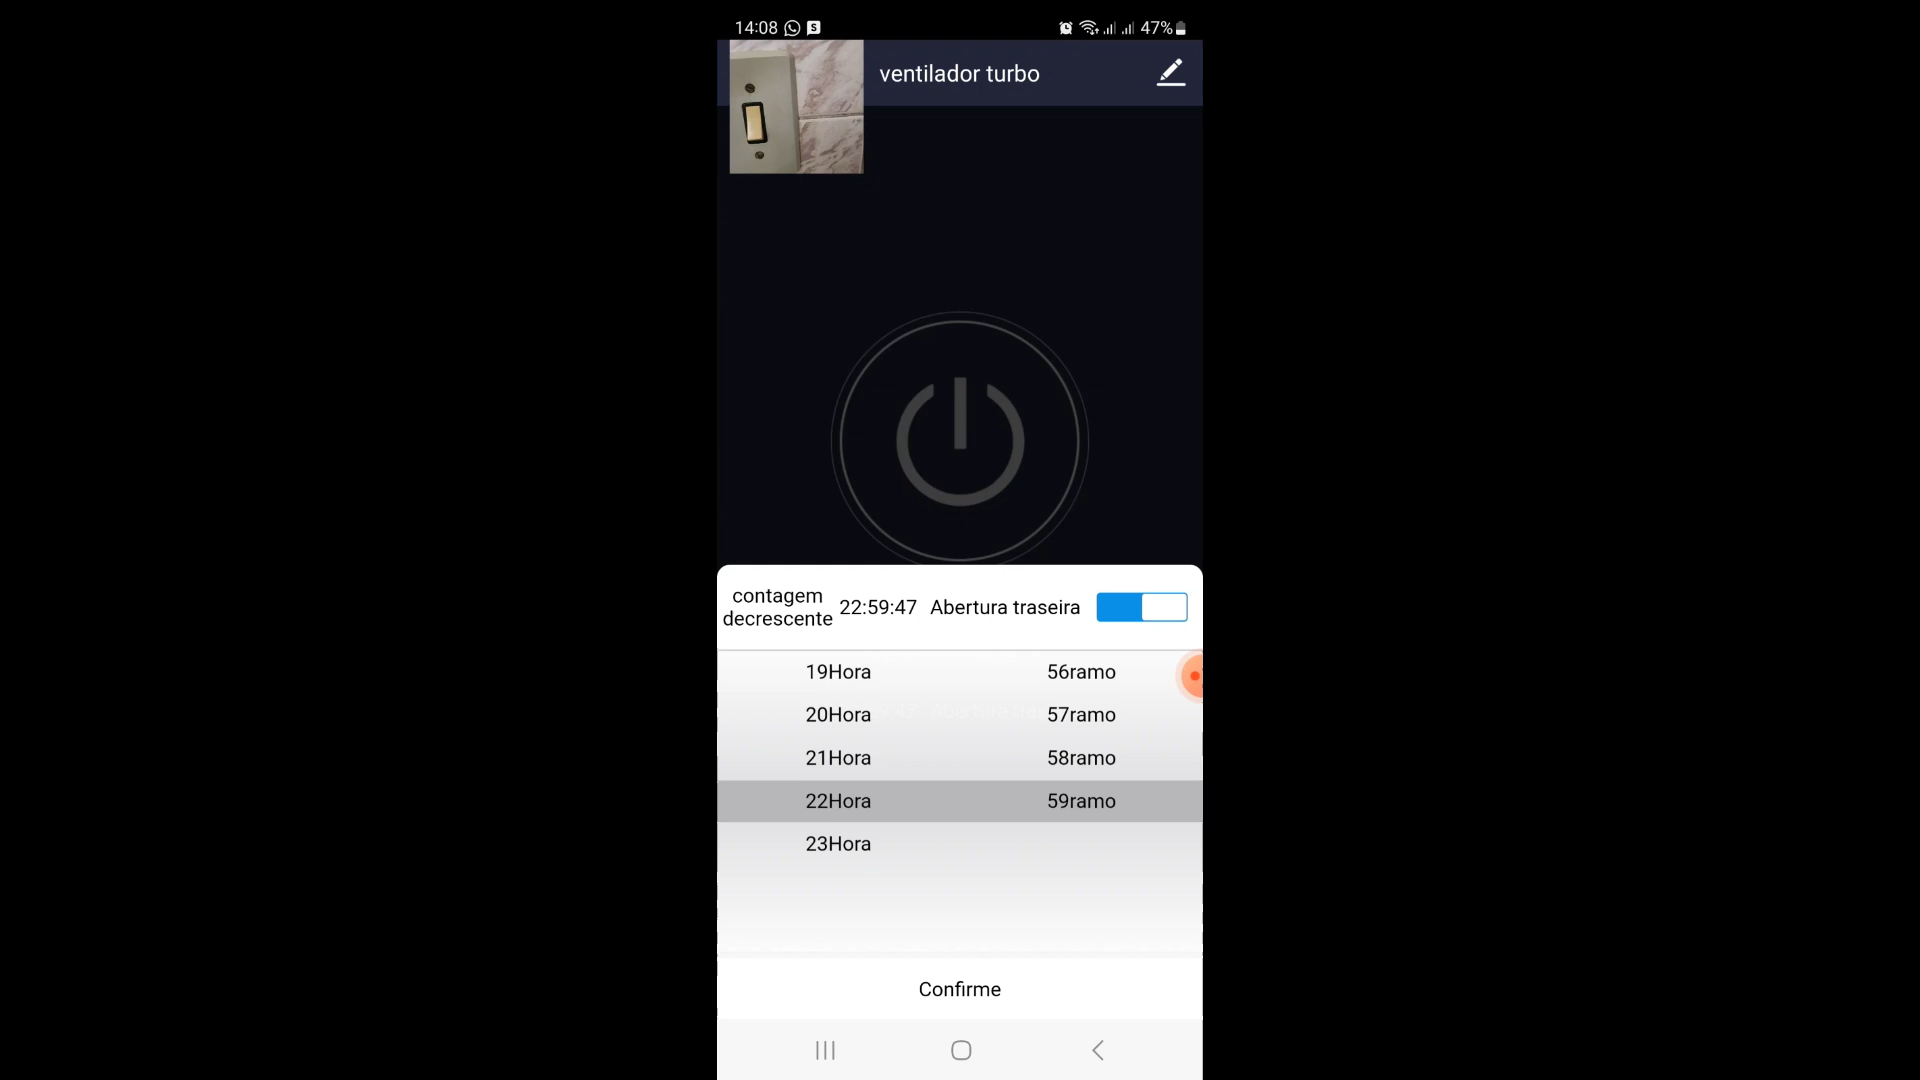 14:08 47%
ventilador turbo
contagem
decrescente 22:59:47 Abertura traseira
19Hora 56ramo
20Hora 57ramo
21Hora 58ramo
22Hora 59ramo
23Hora
Confirme